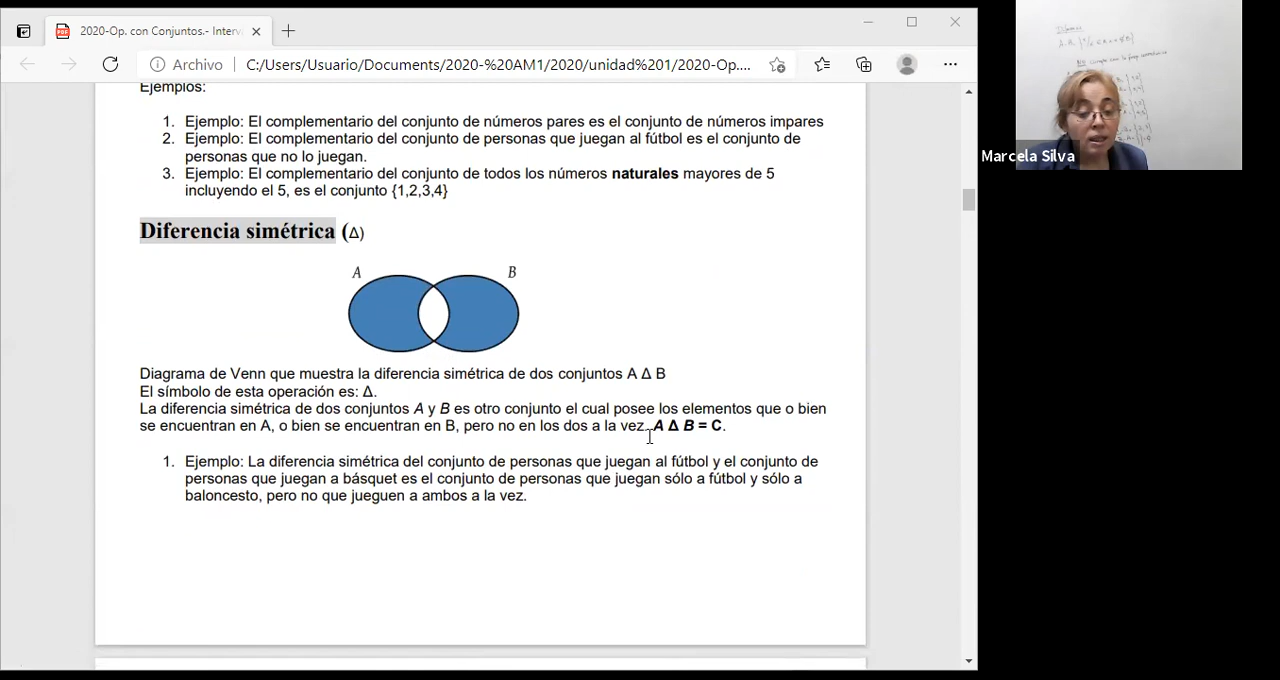 2020-Op. con Conjuntos.- Interv
Archivo
C:/Users/Usuario/Documents/2020-%20AM1/2020/unidad%201/2020-Op....
Ejemplos:
1. Ejemplo: El complementario del conjunto de números pares es el conjunto de números impares
2. Ejemplo: El complementario del conjunto de personas que juegan al fútbol es el conjunto de
personas que no lo juegan.
3. Ejemplo: El complementario del conjunto de todos los números naturales mayores de 5
incluyendo el 5, es el conjunto {1,2,3,4}
Diferencia simétrica (Δ)
A B
Diagrama de Venn que muestra la diferencia simétrica de dos conjuntos A Δ B
El símbolo de esta operación es: Δ.
La diferencia simétrica de dos conjuntos A y B es otro conjunto el cual posee los elementos que o bien
se encuentran en A, o bien se encuentran en B, pero no en los dos a la vez. A Δ B = C.
1. Ejemplo: La diferencia simétrica del conjunto de personas que juegan al fútbol y el conjunto de
personas que juegan a básquet es el conjunto de personas que juegan sólo a fútbol y sólo a
baloncesto, pero no que jueguen a ambos a la vez.
Marcela Silva